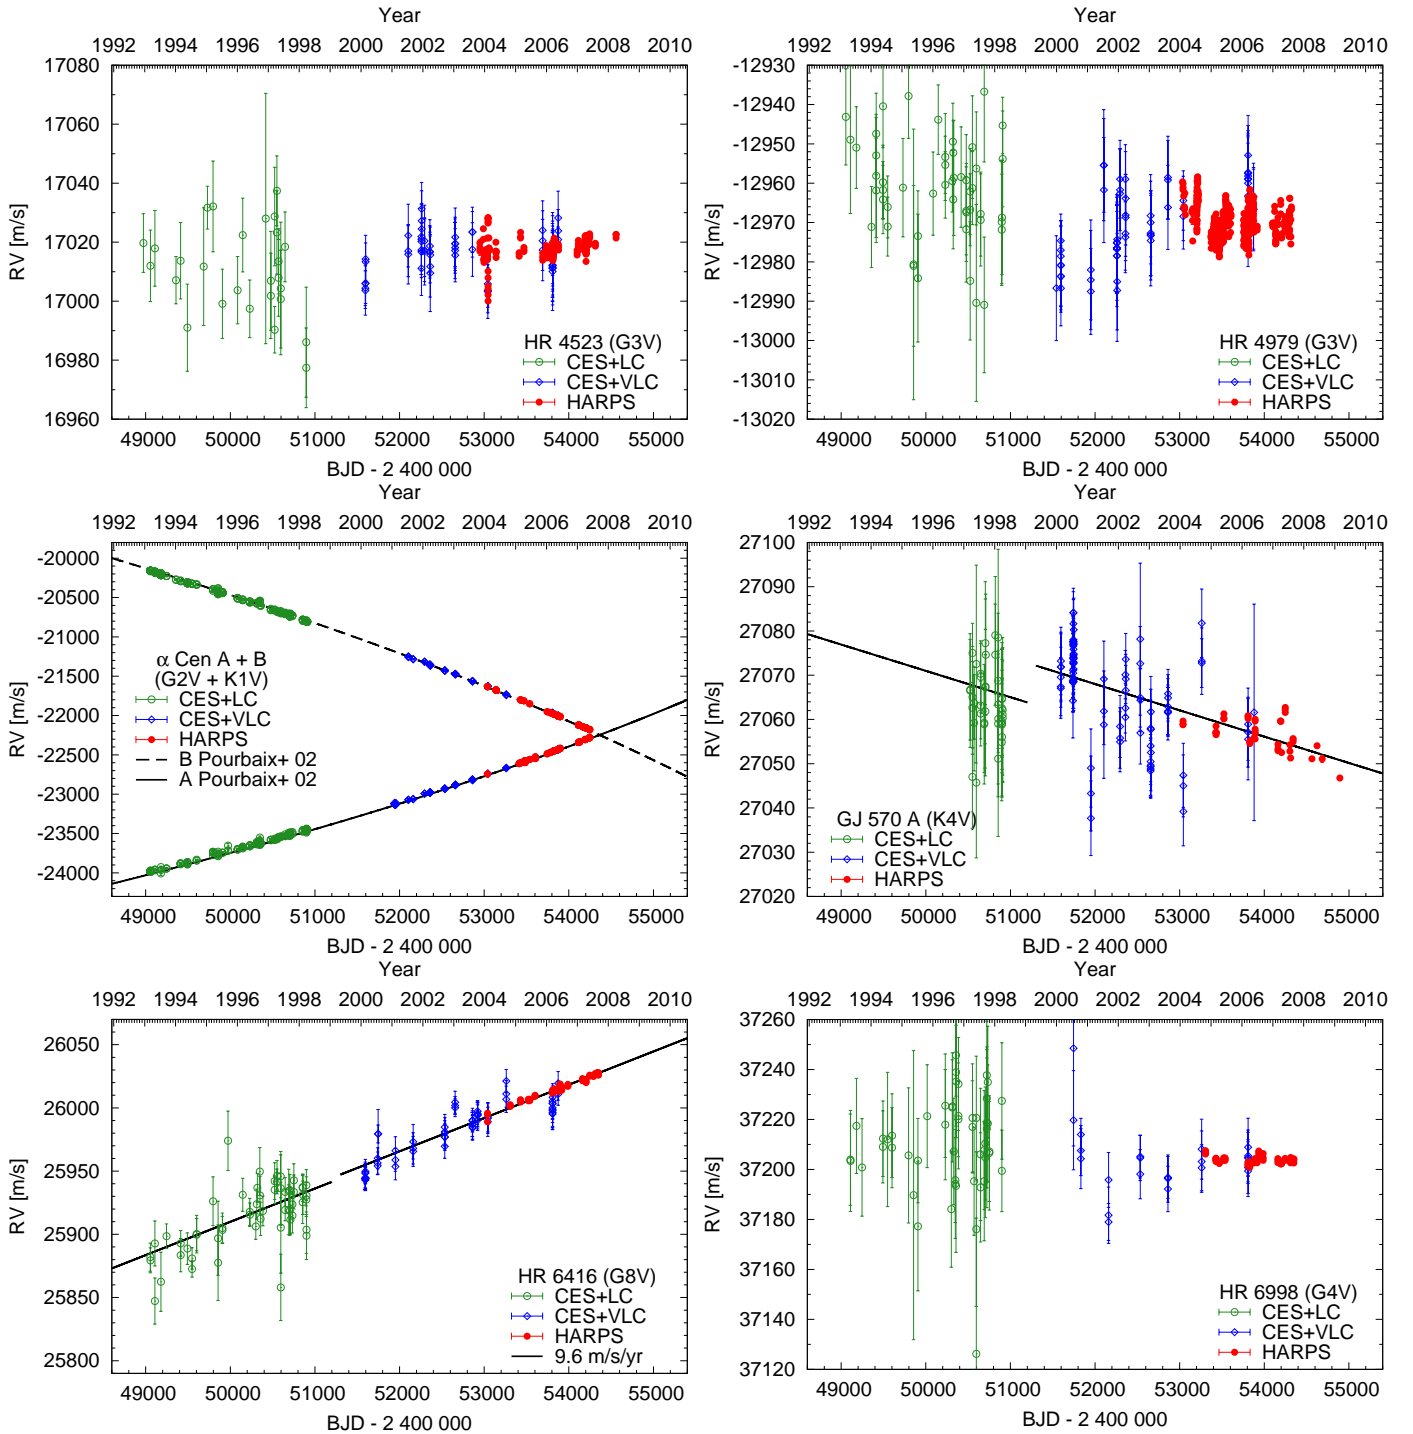 Year
1992 1994 1996 1998 2000 2002 2004 2006 2008 2010
17080
17060
17040
17020
17000
16980
16960
RV [m/s]
HR 4523 (G3V)
CES+LC
CES+VLC
HARPS
49000 50000 51000 52000 53000 54000 55000
BJD - 2 400 000
Year
1992 1994 1996 1998 2000 2002 2004 2006 2008 2010
-12930
-12940
-12950
-12960
-12970
-12980
-12990
-13000
-13010
-13020
RV [m/s]
HR 4979 (G3V)
CES+LC
CES+VLC
HARPS
49000 50000 51000 52000 53000 54000 55000
BJD - 2 400 000
Year
1992 1994 1996 1998 2000 2002 2004 2006 2008 2010
-20000
-20500
-21000
-21500
-22000
-22500
-23000
-23500
-24000
RV [m/s]
α Cen A + B
(G2V + K1V)
CES+LC
CES+VLC
HARPS
B Pourbaix+ 02
A Pourbaix+ 02
49000 50000 51000 52000 53000 54000 55000
BJD - 2 400 000
Year
1992 1994 1996 1998 2000 2002 2004 2006 2008 2010
27100
27090
27080
27070
27060
27050
27040
27030
27020
RV [m/s]
GJ 570 A (K4V)
CES+LC
CES+VLC
HARPS
49000 50000 51000 52000 53000 54000 55000
BJD - 2 400 000
Year
1992 1994 1996 1998 2000 2002 2004 2006 2008 2010
26050
26000
25950
25900
25850
25800
RV [m/s]
HR 6416 (G8V)
CES+LC
CES+VLC
HARPS
9.6 m/s/yr
49000 50000 51000 52000 53000 54000 55000
BJD - 2 400 000
Year
1992 1994 1996 1998 2000 2002 2004 2006 2008 2010
37260
37240
37220
37200
37180
37160
37140
37120
RV [m/s]
HR 6998 (G4V)
CES+LC
CES+VLC
HARPS
49000 50000 51000 52000 53000 54000 55000
BJD - 2 400 000